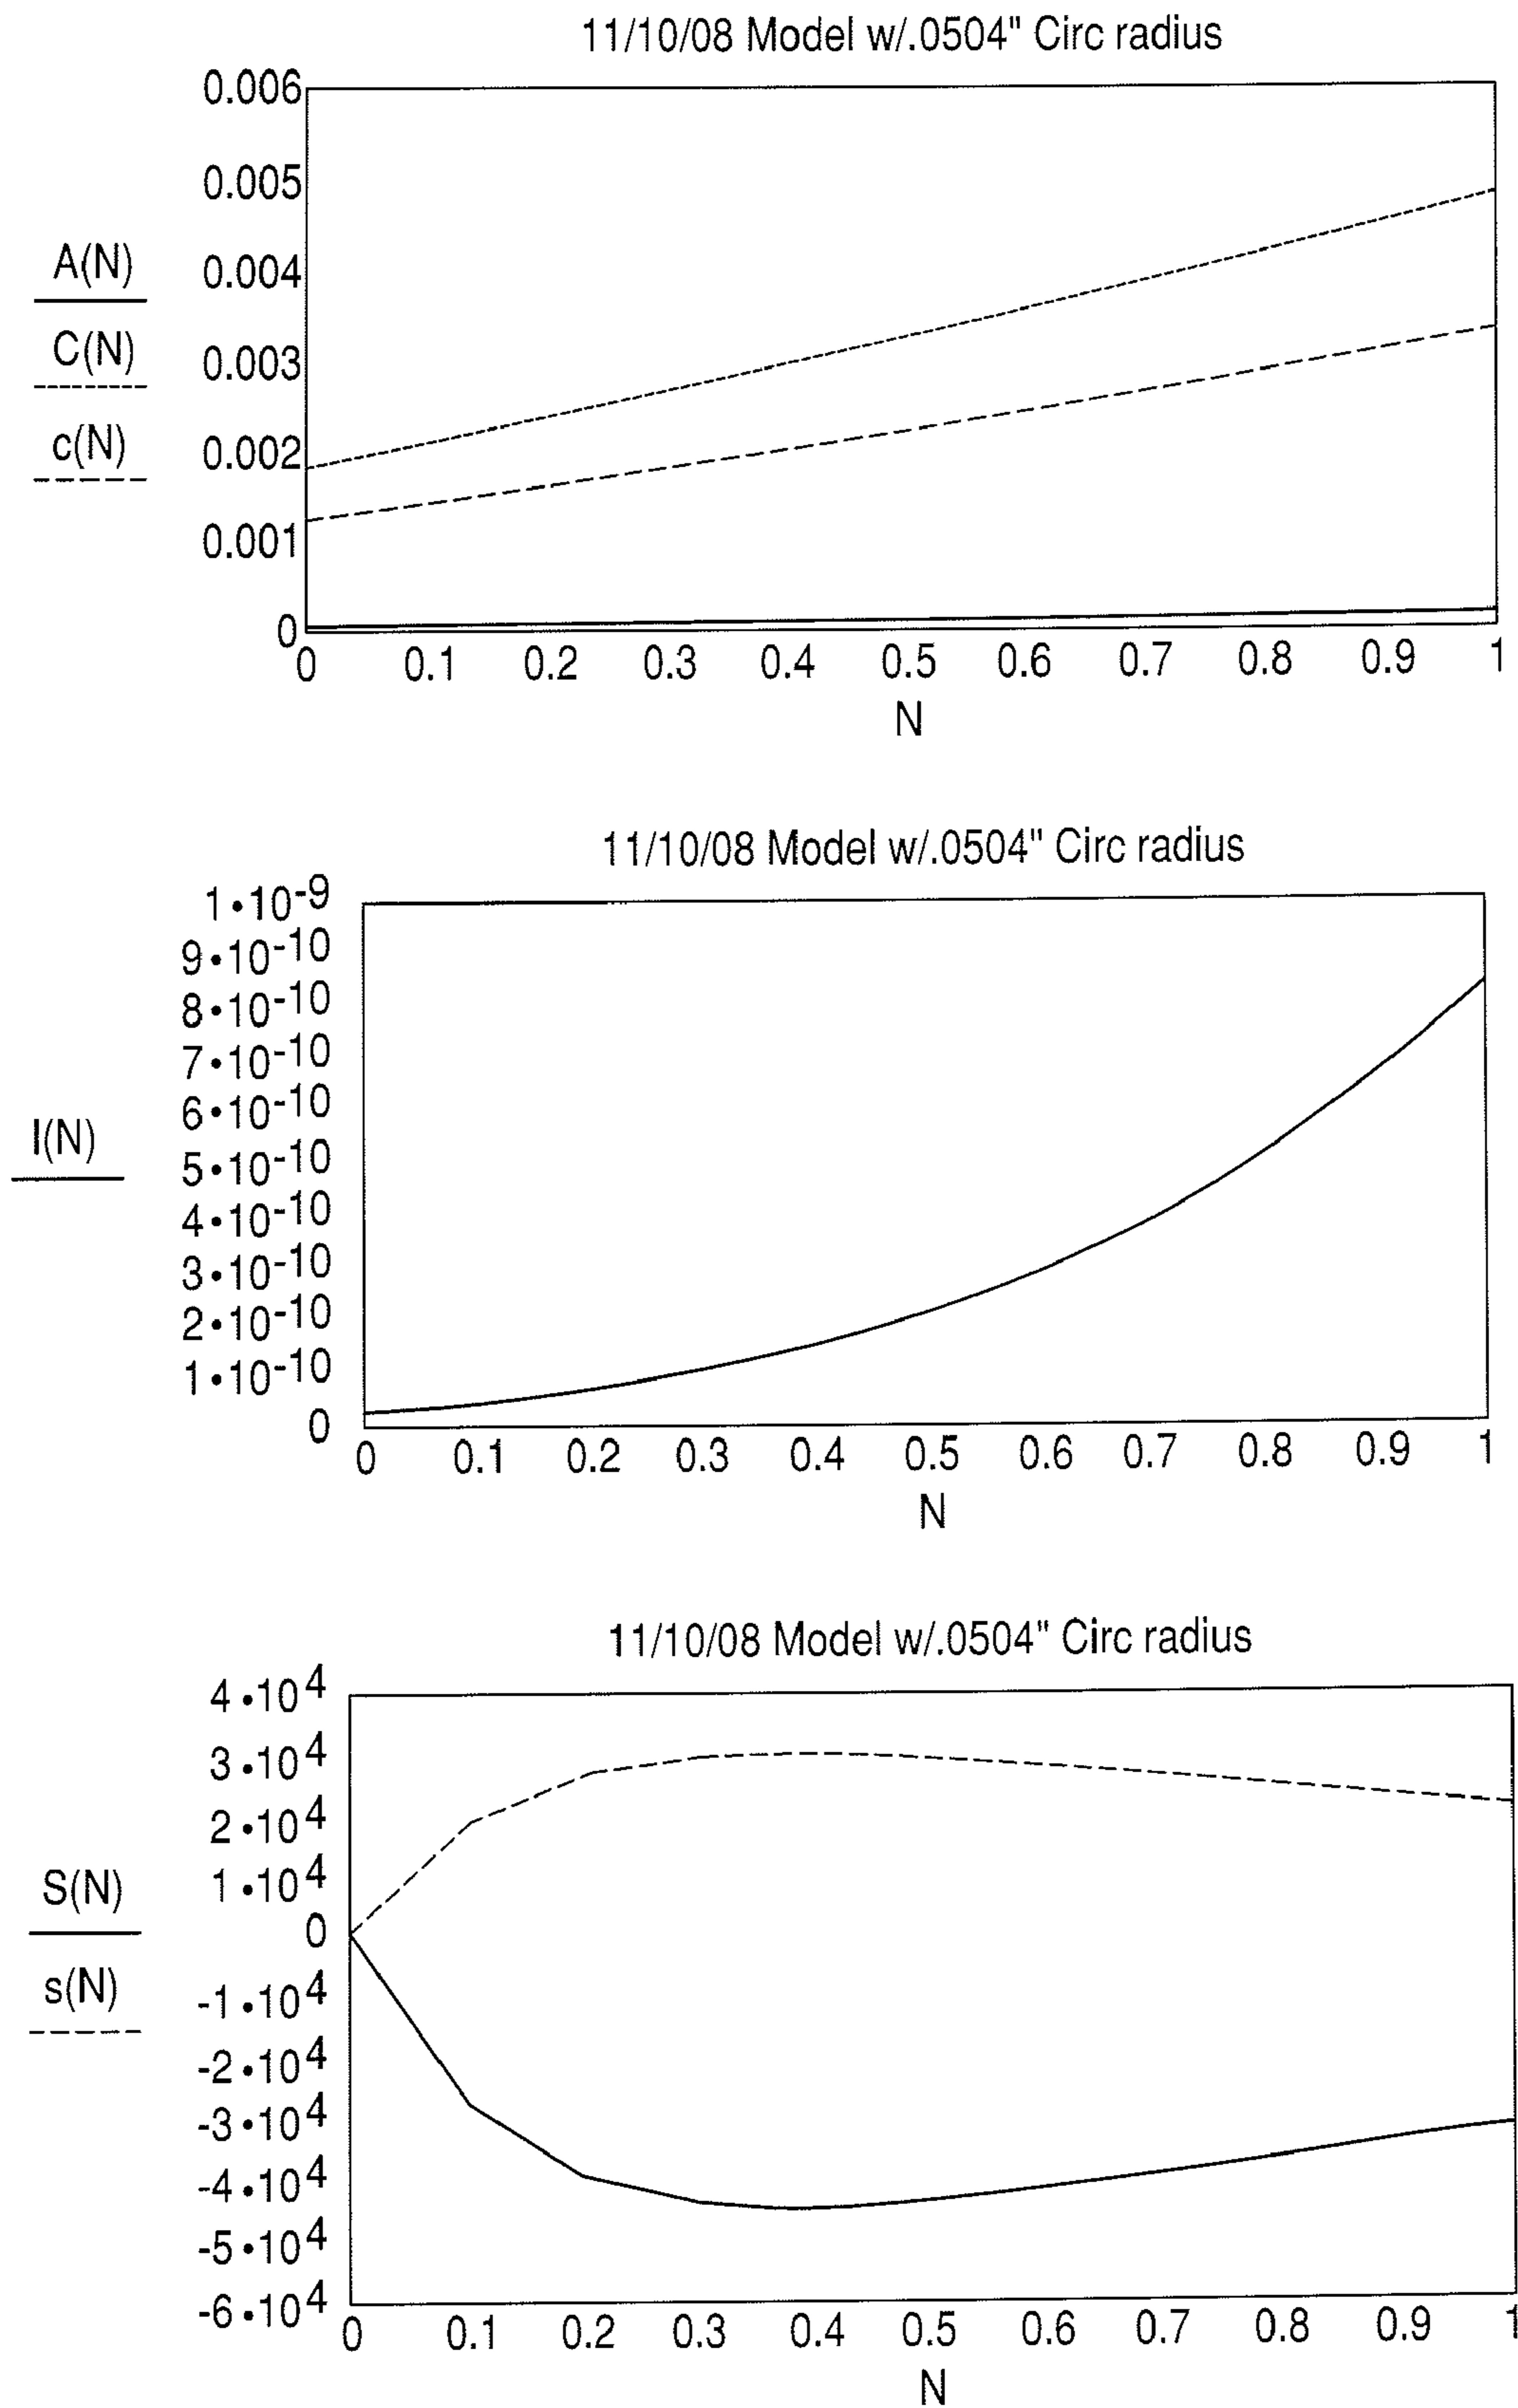 11/10/08 Model w/.0504" Circ radius
0.006
0.005
0.004
0.003
0.002
0.001
0
A(N)
C(N)
c(N)
0 0.1 0.2 0.3 0.4 0.5 0.6 0.7 0.8 0.9 1
N
11/10/08 Model w/.0504" Circ radius
1•10-9
9•10-10
8•10-10
7•10-10
6•10-10
5•10-10
4•10-10
3•10-10
2•10-10
1•10-10
0
I(N)
0 0.1 0.2 0.3 0.4 0.5 0.6 0.7 0.8 0.9 1
N
11/10/08 Model w/.0504" Circ radius
4•104
3•104
2•104
1•104
0
-1•104
-2•104
-3•104
-4•104
-5•104
-6•104
S(N)
s(N)
0 0.1 0.2 0.3 0.4 0.5 0.6 0.7 0.8 0.9 1
N